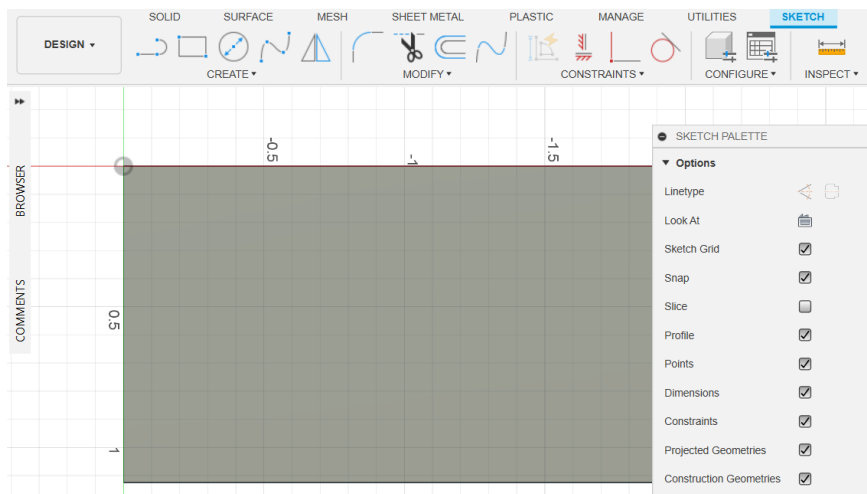 SOLID SURFACE MESH SHEET METAL PLASTIC MANAGE UTILITIES SKETCH
DESIGN ▾
CREATE ▾ MODIFY ▾ CONSTRAINTS ▾ CONFIGURE ▾ INSPECT ▾
BROWSER
COMMENTS
-0.5
-1
-1.5
0.5
1
SKETCH PALETTE
▼ Options
Linetype
Look At
Sketch Grid
Snap
Slice
Profile
Points
Dimensions
Constraints
Projected Geometries
Construction Geometries